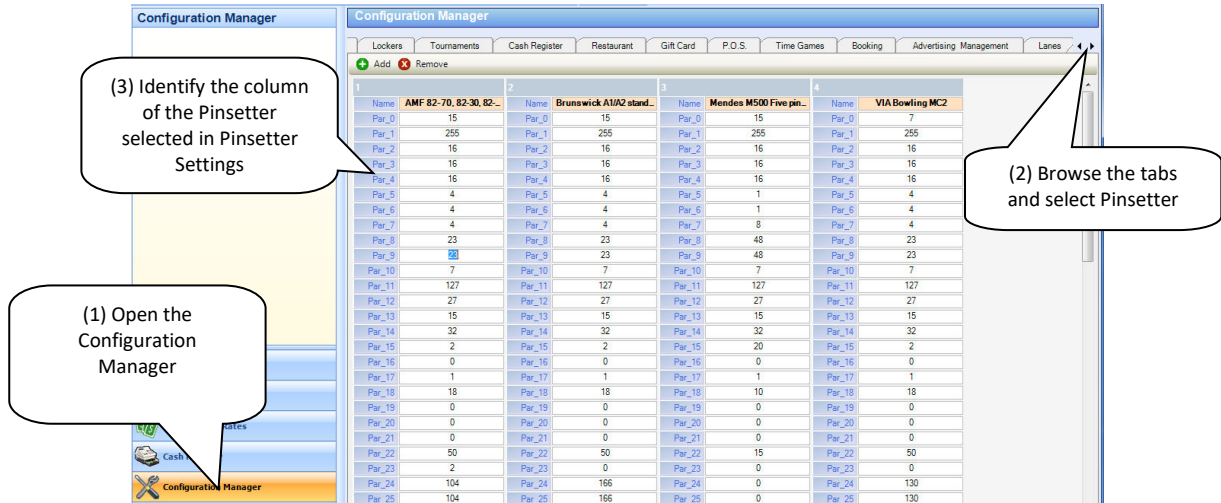 Configuration Manager
Configuration Manager
Lockers Tournaments Cash Register Restaurant Gift Card P.O.S. Time Games Booking Advertising Management Lanes
Add Remove
1 2 3 4
Name AMF 82-70, 82-30, 82-... Name Brunswick A1/A2 stand... Name Mendes M500 Five pin... Name VIA Bowling MC2
Par_0 15 Par_0 15 Par_0 15 Par_0 7
Par_1 255 Par_1 255 Par_1 255 Par_1 255
Par_2 16 Par_2 16 Par_2 16 Par_2 16
Par_3 16 Par_3 16 Par_3 16 Par_3 16
Par_4 16 Par_4 16 Par_4 16 Par_4 16
Par_5 4 Par_5 4 Par_5 1 Par_5 4
Par_6 4 Par_6 4 Par_6 1 Par_6 4
Par_7 4 Par_7 4 Par_7 8 Par_7 4
Par_8 23 Par_8 23 Par_8 48 Par_8 23
Par_9 23 Par_9 23 Par_9 48 Par_9 23
Par_10 7 Par_10 7 Par_10 7 Par_10 7
Par_11 127 Par_11 127 Par_11 127 Par_11 127
Par_12 27 Par_12 27 Par_12 27 Par_12 27
Par_13 15 Par_13 15 Par_13 15 Par_13 15
Par_14 32 Par_14 32 Par_14 32 Par_14 32
Par_15 2 Par_15 2 Par_15 20 Par_15 2
Par_16 0 Par_16 0 Par_16 0 Par_16 0
Par_17 1 Par_17 1 Par_17 1 Par_17 1
Par_18 18 Par_18 18 Par_18 10 Par_18 18
Par_19 0 Par_19 0 Par_19 0 Par_19 0
Par_20 0 Par_20 0 Par_20 0 Par_20 0
Par_21 0 Par_21 0 Par_21 0 Par_21 0
Par_22 50 Par_22 50 Par_22 15 Par_22 50
Par_23 2 Par_23 0 Par_23 0 Par_23 0
Par_24 104 Par_24 166 Par_24 0 Par_24 130
Par_25 104 Par_25 166 Par_25 0 Par_25 130
(3) Identify the column
of the Pinsetter
selected in Pinsetter
Settings
(2) Browse the tabs
and select Pinsetter
(1) Open the
Configuration
Manager
Cash
Configuration Manager